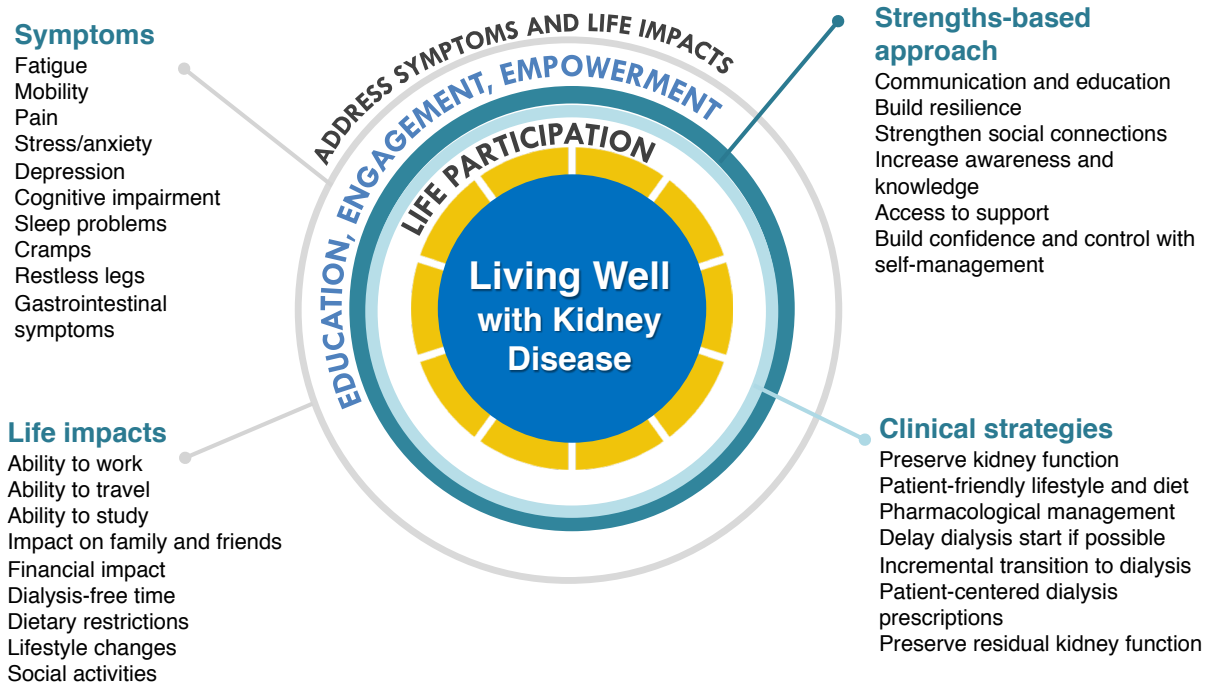 Symptoms
Fatigue
Mobility
Pain
Stress/anxiety
Depression
Cognitive impairment
Sleep problems
Cramps
Restless legs
Gastrointestinal
symptoms
Life impacts
Ability to work
Ability to travel
Ability to study
Impact on family and friends
Financial impact
Dialysis-free time
Dietary restrictions
Lifestyle changes
Social activities
ADDRESS SYMPTOMS AND LIFE IMPACTS
EDUCATION, ENGAGEMENT, EMPOWERMENT
LIFE PARTICIPATION
Living Well
with Kidney
Disease
Strengths-based
approach
Communication and education
Build resilience
Strengthen social connections
Increase awareness and
knowledge
Access to support
Build confidence and control with
self-management
Clinical strategies
Preserve kidney function
Patient-friendly lifestyle and diet
Pharmacological management
Delay dialysis start if possible
Incremental transition to dialysis
Patient-centered dialysis
prescriptions
Preserve residual kidney function